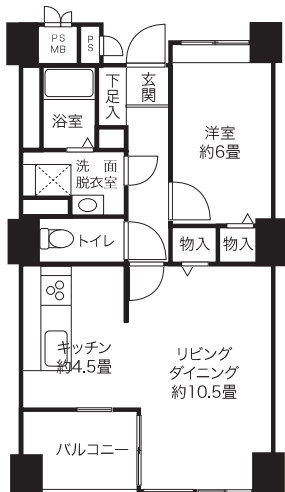 PS
MB
PS
下足入
玄関
浴室
洋室
約6畳
洗面
脱衣室
トイレ
物入
物入
キッチン
約4.5畳
リビング
ダイニング
約10.5畳
バルコニー